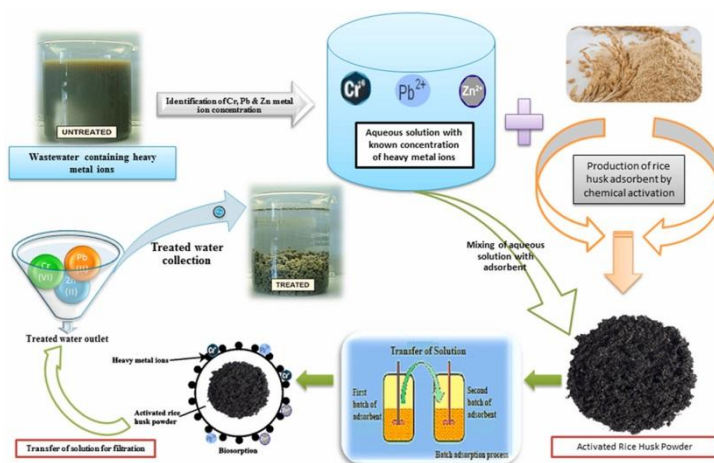 UNTREATED
Wastewater containing heavy
metal ions
Identification of Cr, Pb & Zn metal
ion concentration
Pb2+
Zn2+
Aqueous solution with
known concentration
of heavy metal ions
Production of rice
husk adsorbent by
chemical activation
Mixing of aqueous
solution with
adsorbent
Activated Rice Husk Powder
Transfer of Solution
First
batch of
adsorbent
Second
batch of
adsorbent
Batch adsorption process
Heavy metal ions
Activated rice
husk powder
Biosorption
Transfer of solution for filtration
Cr
(VI)
Pb
(II)
Zn
(II)
Treated water outlet
Treated water
collection
TREATED